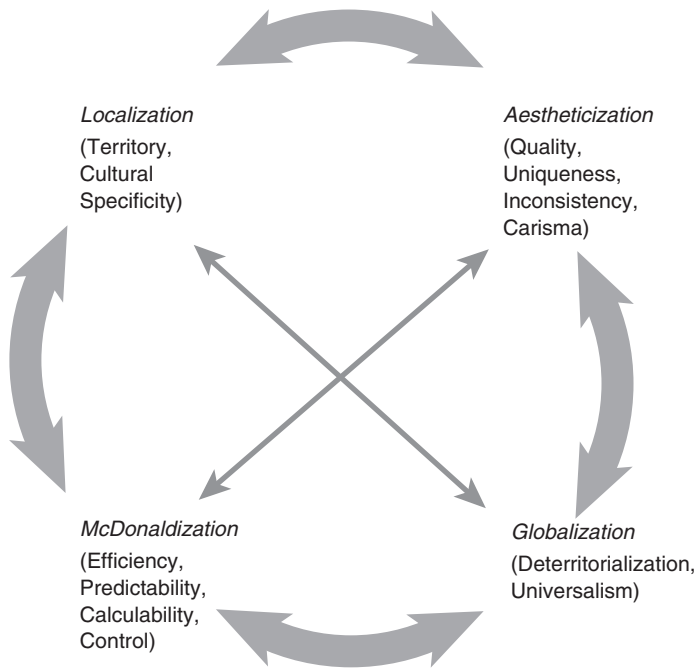 Localization
(Territory,
Cultural
Specificity)
Aestheticization
(Quality,
Uniqueness,
Inconsistency,
Carisma)
McDonaldization
(Efficiency,
Predictability,
Calculability,
Control)
Globalization
(Deterritorialization,
Universalism)